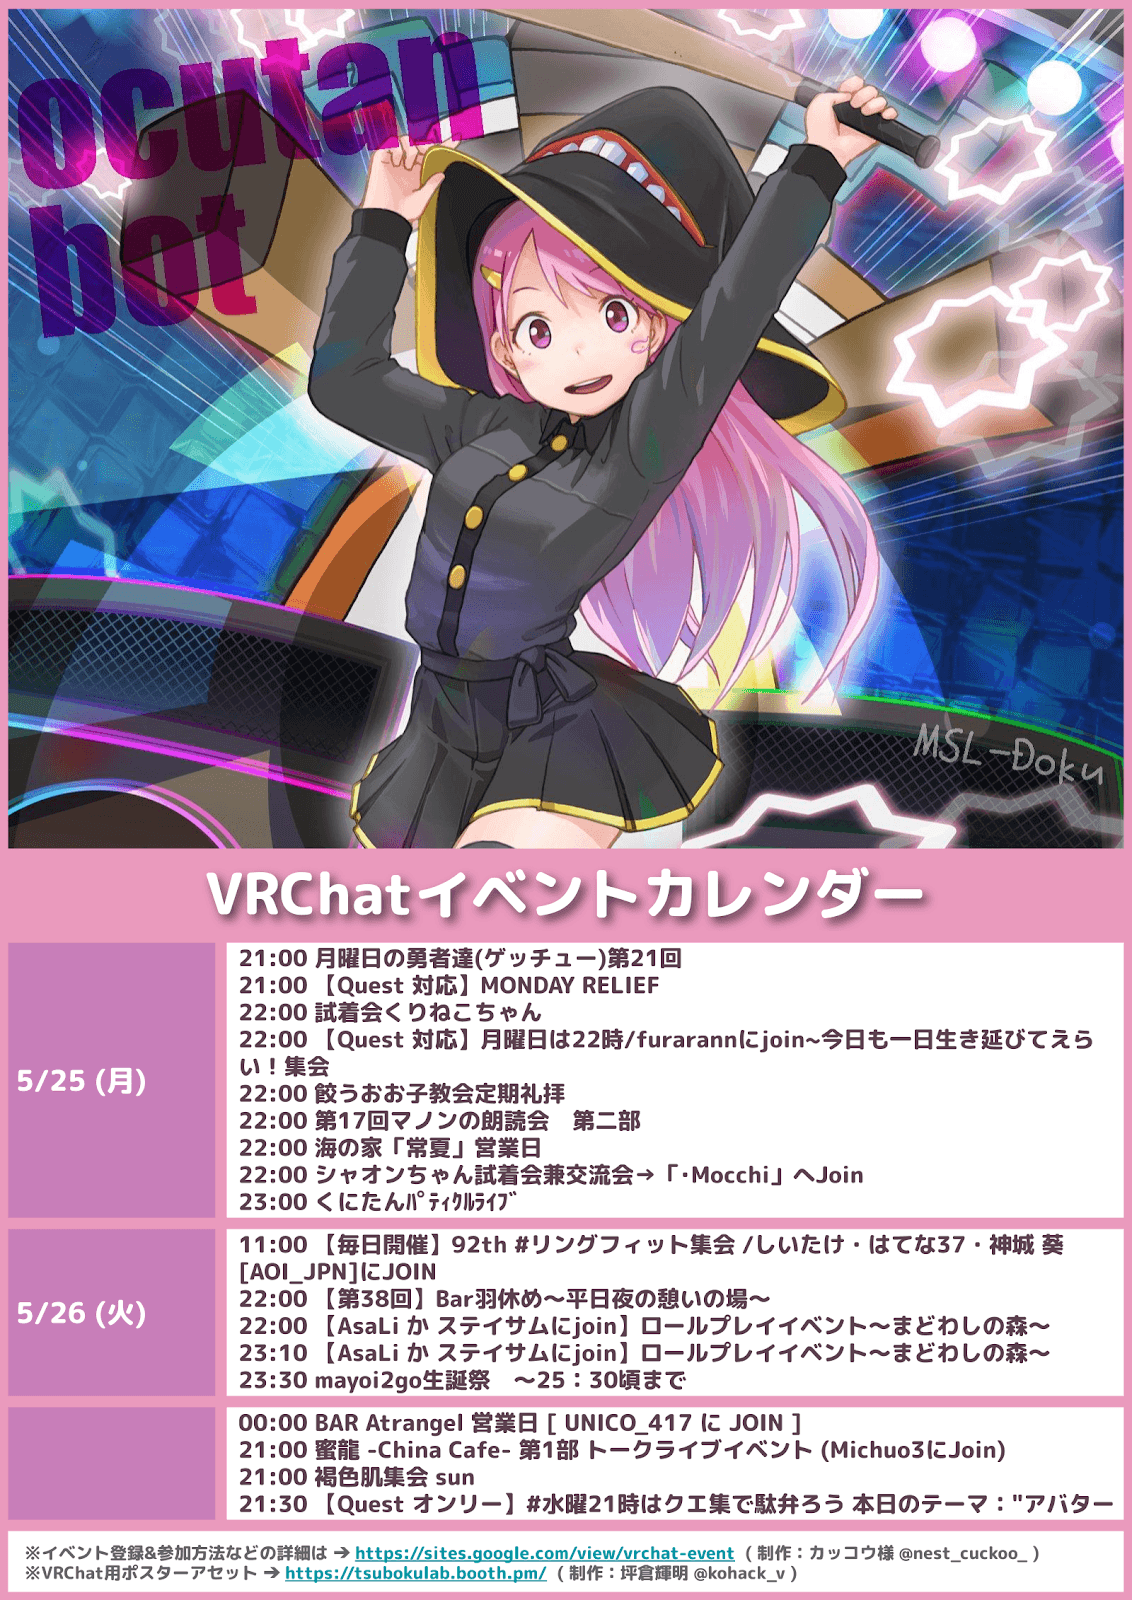 ocutan
bot
MSL-Doku
VRChatイベントカレンダー
5/25 (月)
21:00 月曜日の勇者達(ゲッチュー)第21回
21:00 【Quest 対応】MONDAY RELIEF
22:00 試着会くりねこちゃん
22:00 【Quest 対応】月曜日は22時/furarannにjoin~今日も一日生き延びてえら
い！集会
22:00 餃うおお子教会定期礼拝
22:00 第17回マノンの朗読会　第二部
22:00 海の家「常夏」営業日
22:00 シャオンちゃん試着会兼交流会→「･Mocchi」へJoin
23:00 くにたんﾊﾟﾃｨｸﾙﾗｲﾌﾞ
5/26 (火)
11:00 【毎日開催】92th #リングフィット集会 /しいたけ・はてな37・神城 葵
[AOI_JPN]にJOIN
22:00 【第38回】Bar羽休め～平日夜の憩いの場～
22:00 【AsaLi か ステイサムにjoin】ロールプレイイベント～まどわしの森～
23:10 【AsaLi か ステイサムにjoin】ロールプレイイベント～まどわしの森～
23:30 mayoi2go生誕祭　～25：30頃まで
00:00 BAR Atrangel 営業日 [ UNICO_417 に JOIN ]
21:00 蜜龍 -China Cafe- 第1部 トークライブイベント (Michuo3にJoin)
21:00 褐色肌集会 sun
21:30 【Quest オンリー】#水曜21時はクエ集で駄弁ろう 本日のテーマ："アバター
※イベント登録&参加方法などの詳細は → https://sites.google.com/view/vrchat-event ( 制作：カッコウ様 @nest_cuckoo_ )
※VRChat用ポスターアセット → https://tsubokulab.booth.pm/ ( 制作：坪倉輝明 @kohack_v )